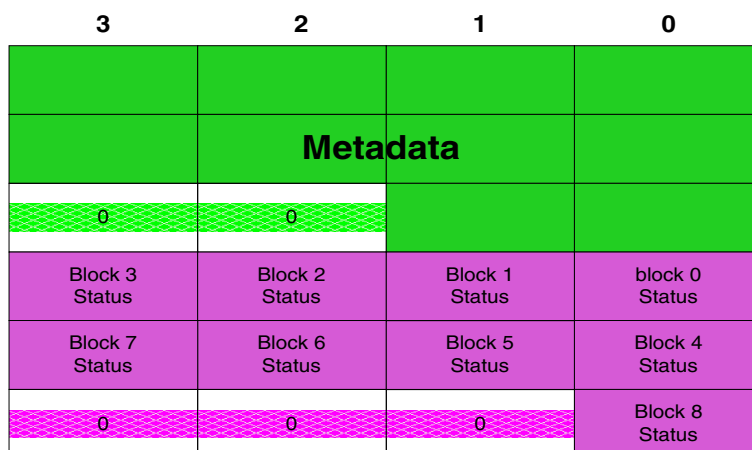 3 2 1 0
Metadata
0 0
Block 3 Status Block 2 Status Block 1 Status block 0 Status
Block 7 Status Block 6 Status Block 5 Status Block 4 Status
0 0 0 Block 8 Status